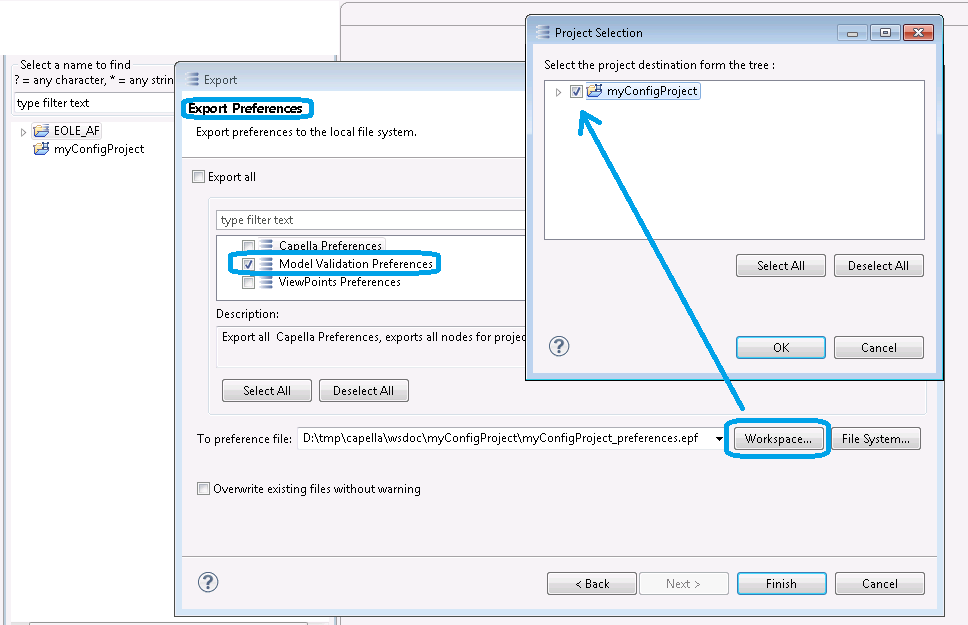 Select a name to find
? = any character, * = any strin
type filter text
EOLE_AF
myConfigProject
Export
Export Preferences
Export preferences to the local file system.
Export all
type filter text
Capella Preferences
Model Validation Preferences
ViewPoints Preferences
Description:
Export all Capella Preferences, exports all nodes for projec
Select All
Deselect All
To preference file:
D:\tmp\capella\wsdoc\myConfigProject\myConfigProject_preferences.epf
Workspace...
File System...
Overwrite existing files without warning
?
< Back
Next >
Finish
Cancel
Project Selection
Select the project destination form the tree :
myConfigProject
Select All
Deselect All
?
OK
Cancel